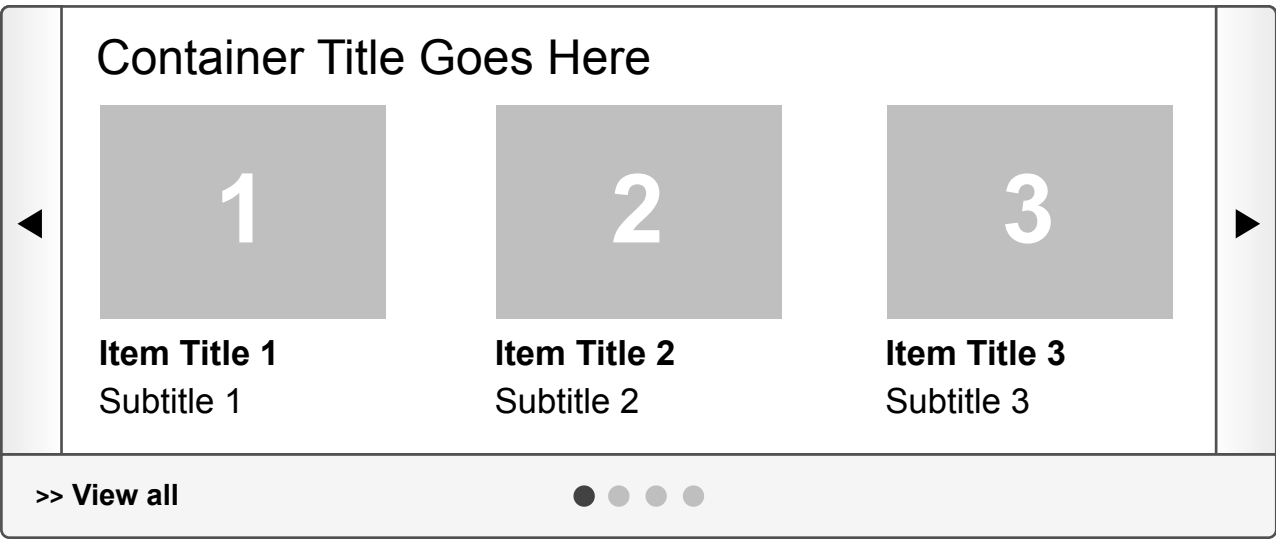 Container Title Goes Here
1 2 3
Item Title 1 Item Title 2 Item Title 3
Subtitle 1 Subtitle 2 Subtitle 3
>> View all